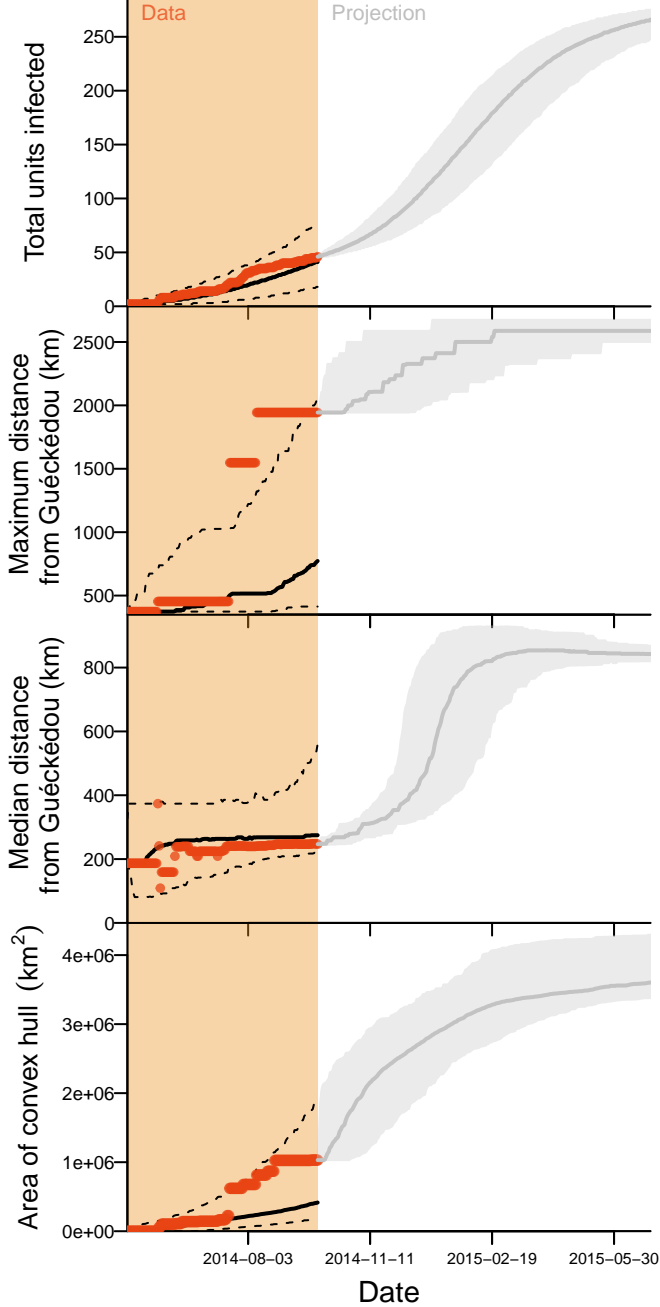 Data
Projection
Total units infected
250
200
150
100
50
0
Maximum distance
from Guéckédou (km)
2500
2000
1500
1000
500
Median distance
from Guéckédou (km)
800
600
400
200
0
Area of convex hull (km²)
4e+06
3e+06
2e+06
1e+06
0e+00
2014−08−03
2014−11−11
2015−02−19
2015−05−30
Date